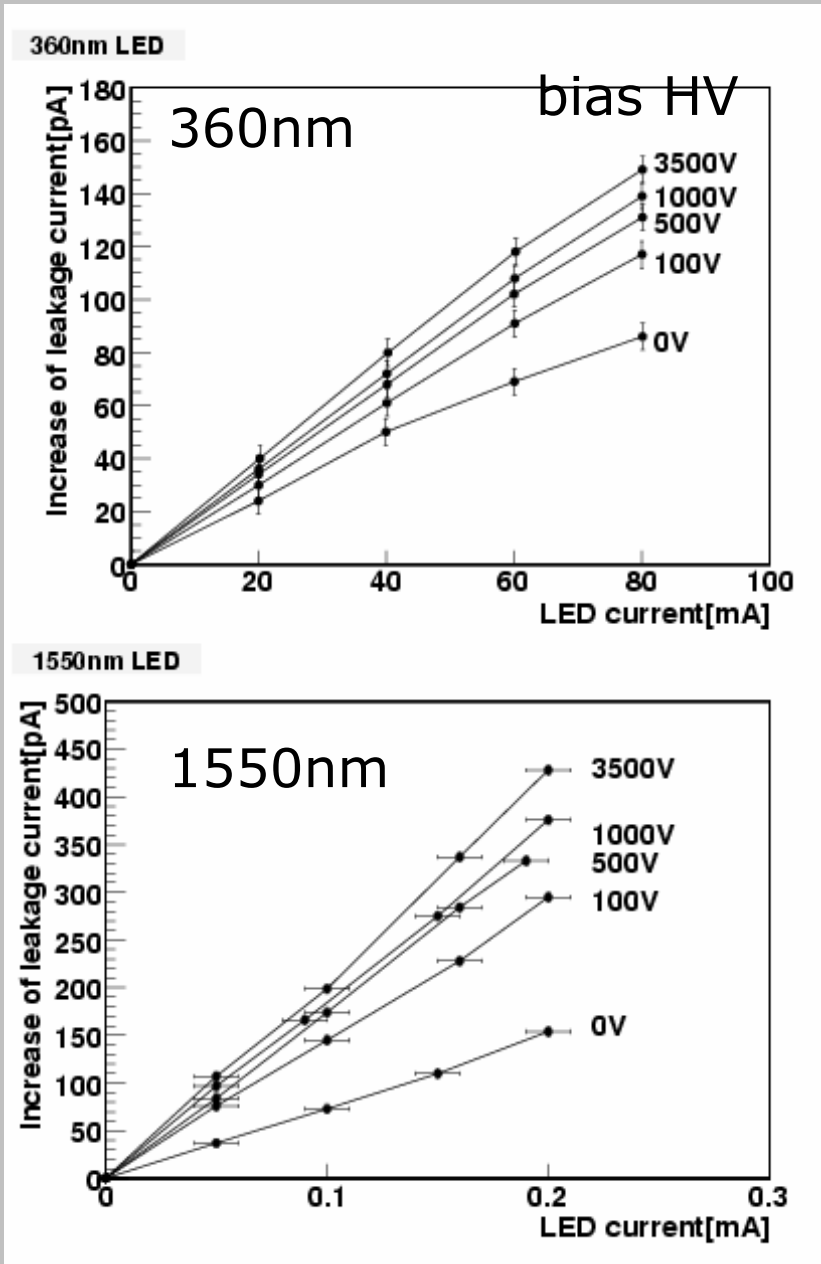 360nm LED
bias HV
360nm
Increase of leakage current[pA]
180
160
140
120
100
80
60
40
20
0
3500V
1000V
500V
100V
0V
0 20 40 60 80 100
LED current[mA]
1550nm LED
1550nm
Increase of leakage current[pA]
500
450
400
350
300
250
200
150
100
50
0
3500V
1000V
500V
100V
0V
0 0.1 0.2 0.3
LED current[mA]